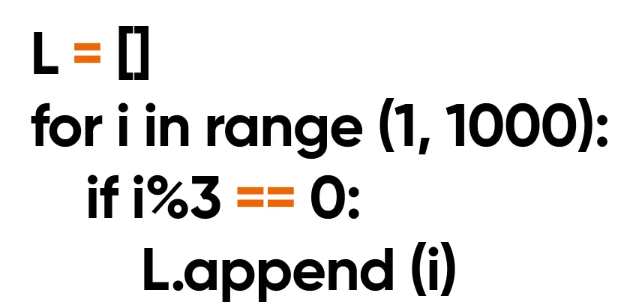 L = []
for i in range (1, 1000):
if i%3 == 0:
L.append (i)